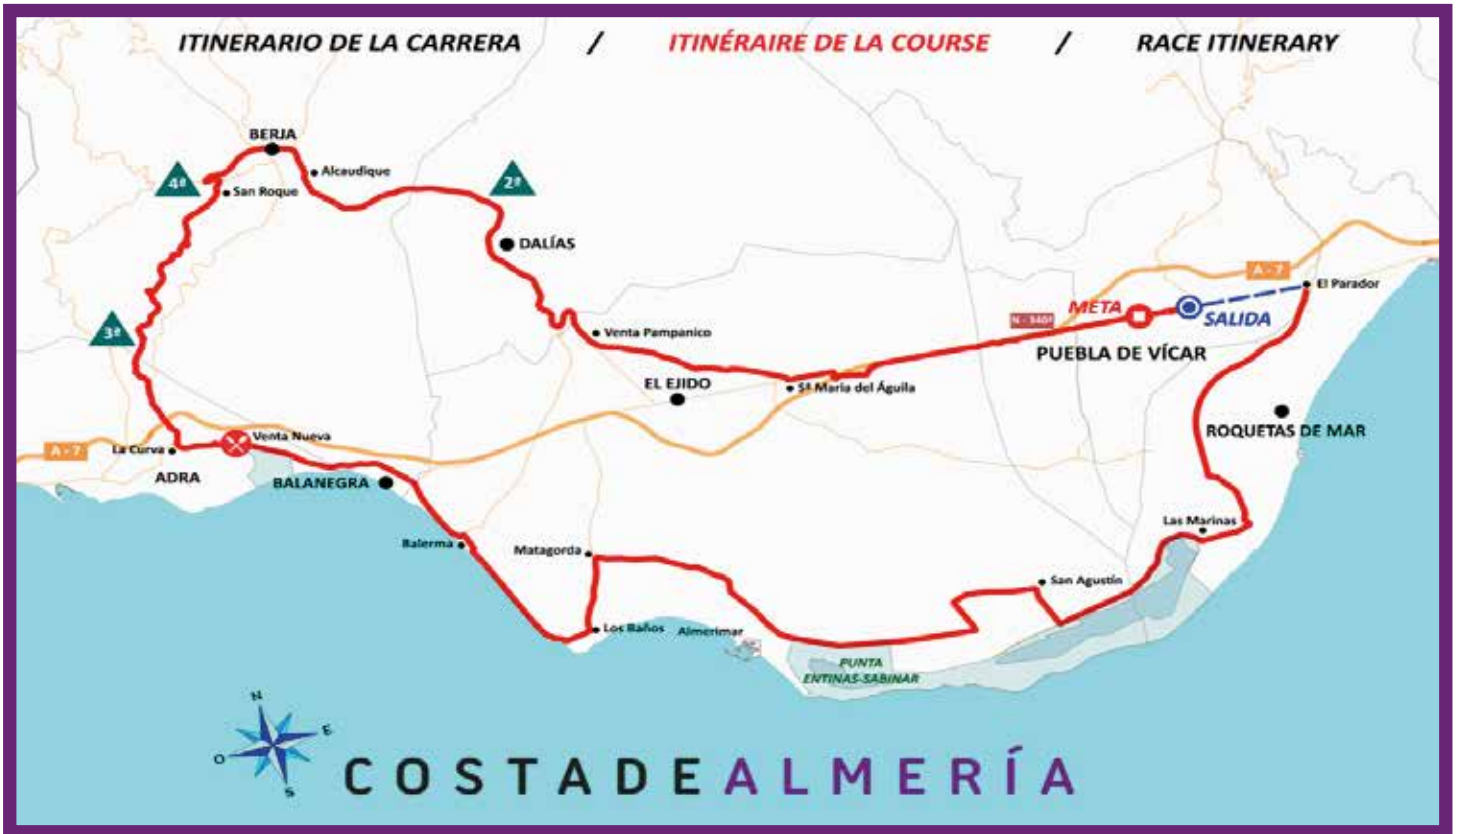 ITINERARIO DE LA CARRERA / ITINÉRAIRE DE LA COURSE / RACE ITINERARY
BERJA
Alcaudique
4ª
San Roque
2ª
DALÍAS
A - 7
El Parador
META
SALIDA
N - 340ª
3ª
Venta Pampanico
PUEBLA DE VÍCAR
EL EJIDO
Sª Maria del Águila
ROQUETAS DE MAR
Venta Nueva
A - 7
La Curva
ADRA
BALANEGRA
Las Marinas
Balerma
Matagorda
San Agustín
Los Baños
Almerimar
PUNTA
ENTINAS-SABINAR
N
E
O
S
COSTADEALMERÍA